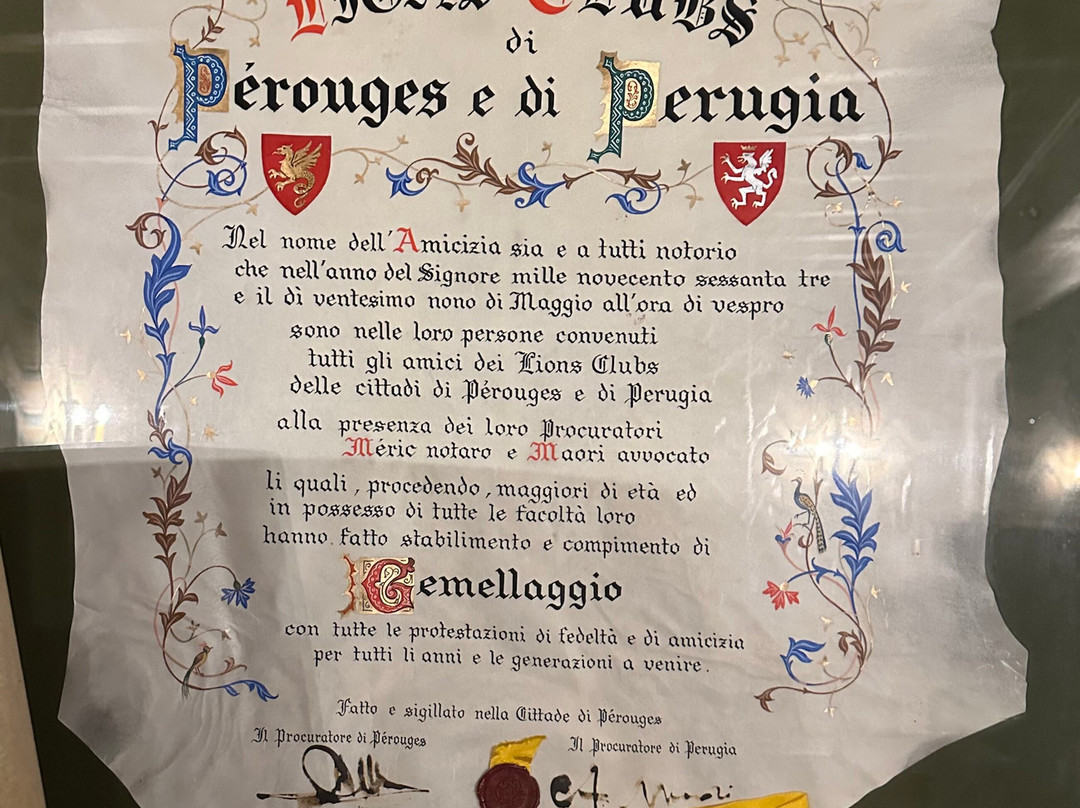 Lions Clubs
di
Pérouges e di Perugia
Nel nome dell'Amicizia sia e a tutti notorio
che nell'anno del Signore mille novecento sessanta tre
e il dì ventesimo nono di Maggio all'ora di vespro
sono nelle loro persone convenuti
tutti gli amici dei Lions Clubs
delle cittadi di Pérouges e di Perugia
alla presenza dei loro Procuratori
Méric notaro e Maori avvocato
li quali, procedendo, maggiori di età ed
in possesso di tutte le facoltà loro
hanno fatto stabilimento e compimento di
Gemellaggio
con tutte le protestazioni di fedeltà e di amicizia
per tutti li anni e le generazioni a venire.
Fatto e sigillato nella Cittade di Pérouges
Il Procuratore di Pérouges
Il Procuratore di Perugia